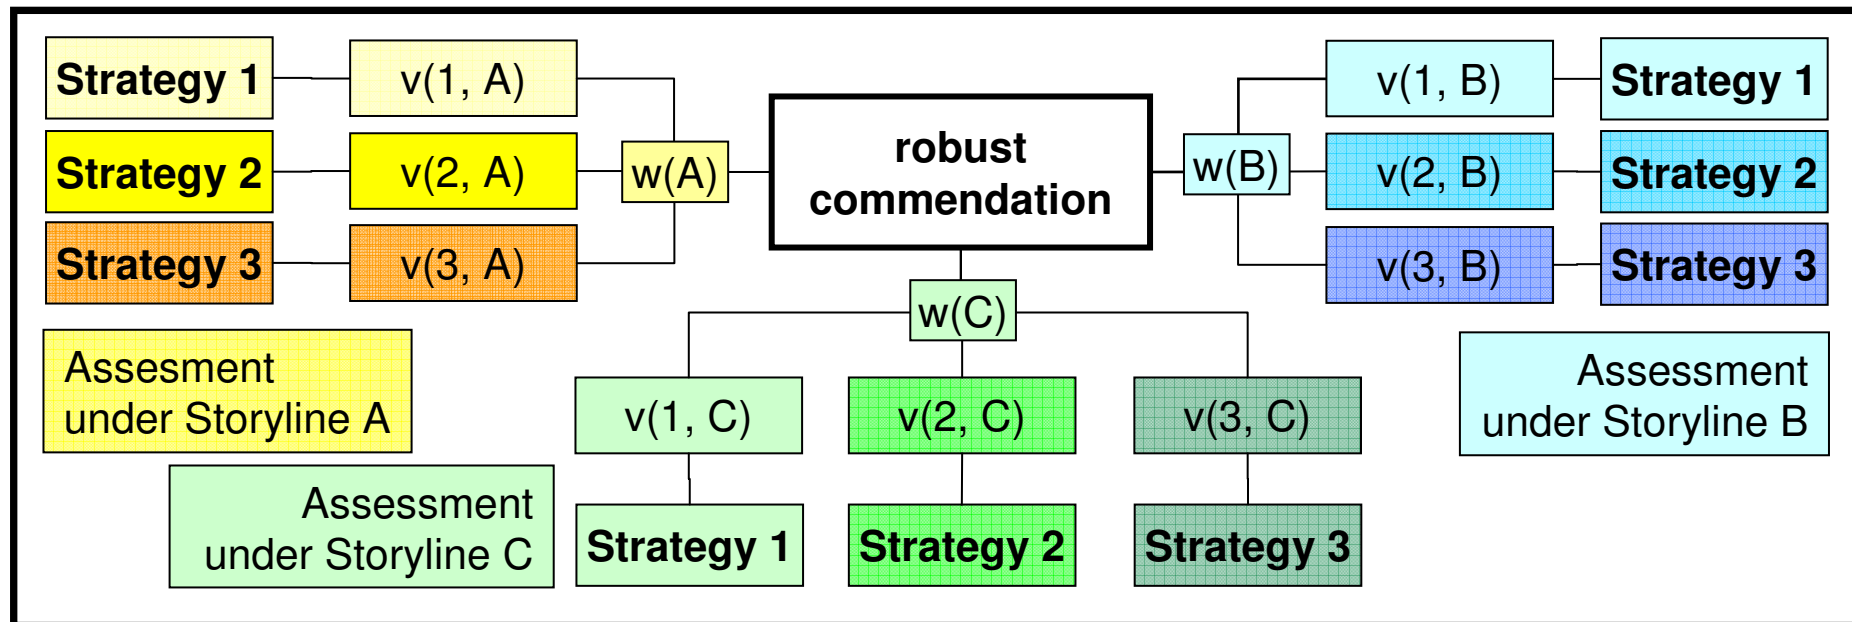 Strategy 1
v(1, A)
Strategy 2
v(2, A)
w(A)
Strategy 3
v(3, A)
robust
commendation
w(B)
v(1, B)
Strategy 1
v(2, B)
Strategy 2
v(3, B)
Strategy 3
w(C)
Assesment
under Storyline A
v(1, C)
v(2, C)
v(3, C)
Assessment
under Storyline B
Assessment
under Storyline C
Strategy 1
Strategy 2
Strategy 3